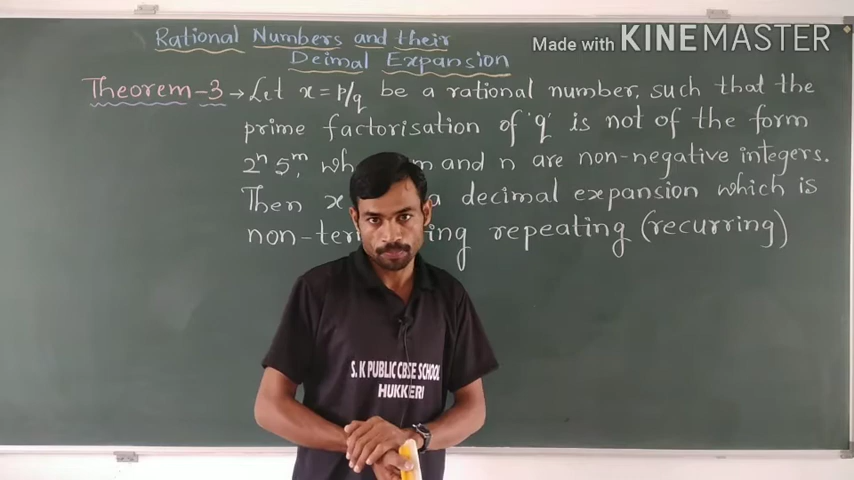 Rational Numbers and their
Deimal Expansion
Made with KINEMASTER
Theorem-3 → Let x = p/q be a rational number, such that the
prime factorisation of 'q' is not of the form
2ⁿ 5ᵐ, wh m and n are non-negative integers.
Then x a decimal expansion which is
non-ter ing repeating (recurring)
S. K PUBLIC CBSE SCHOOL
HUKKERI